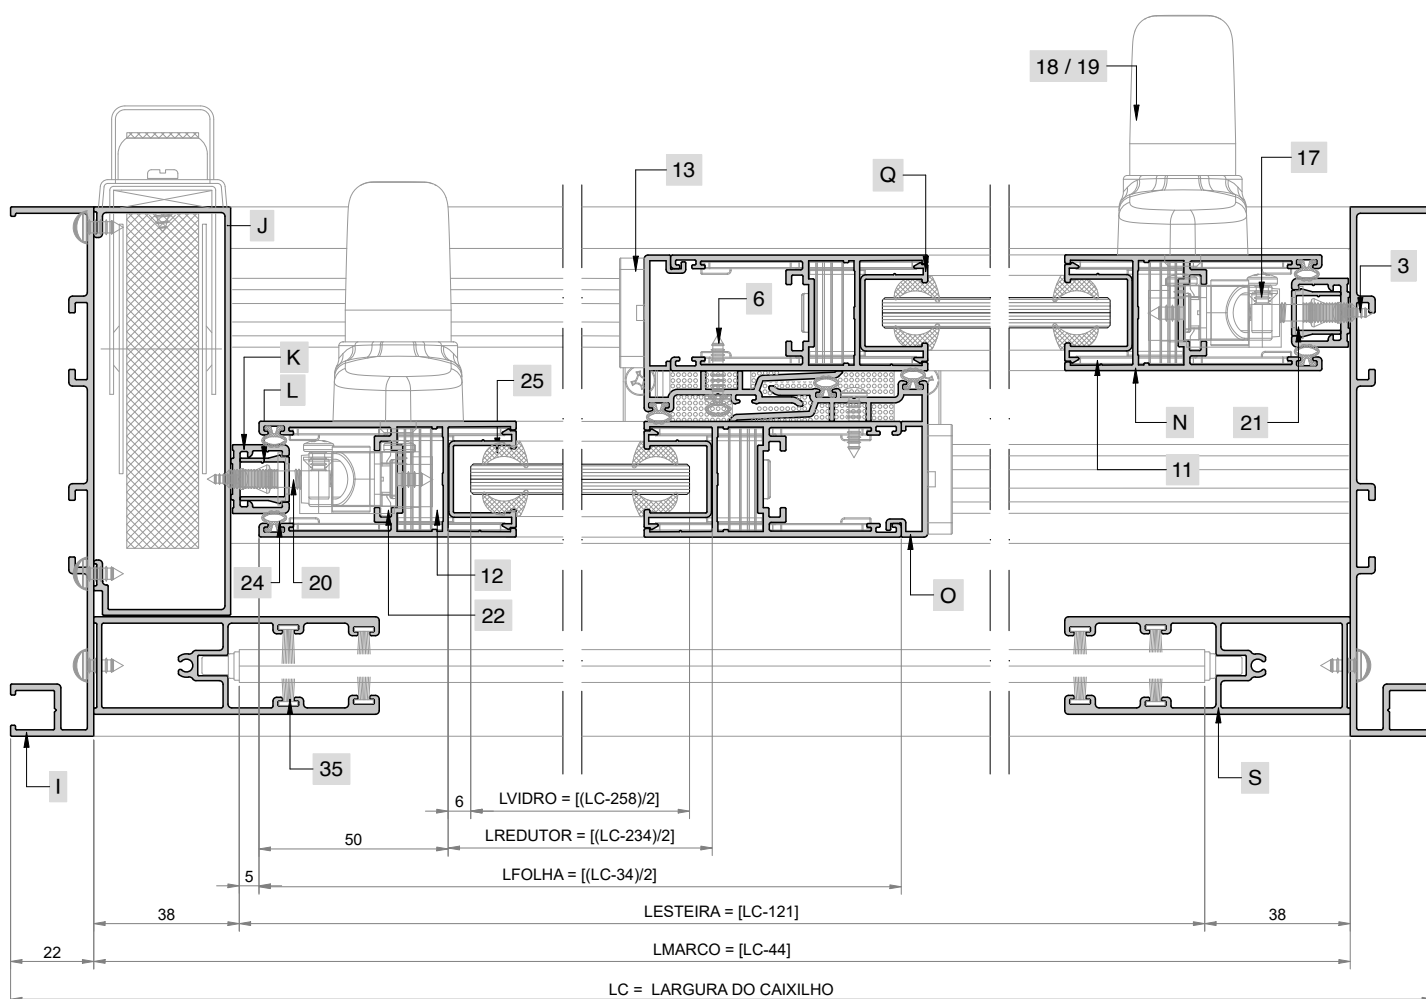 18 / 19
13
Q
17
J
3
6
K
L
25
N
21
11
24
20
12
22
O
I
35
S
6
LVIDRO = [(LC-258)/2]
50
LREDUTOR = [(LC-234)/2]
5
LFOLHA = [(LC-34)/2]
38
LESTEIRA = [LC-121]
38
22
LMARCO = [LC-44]
LC = LARGURA DO CAIXILHO